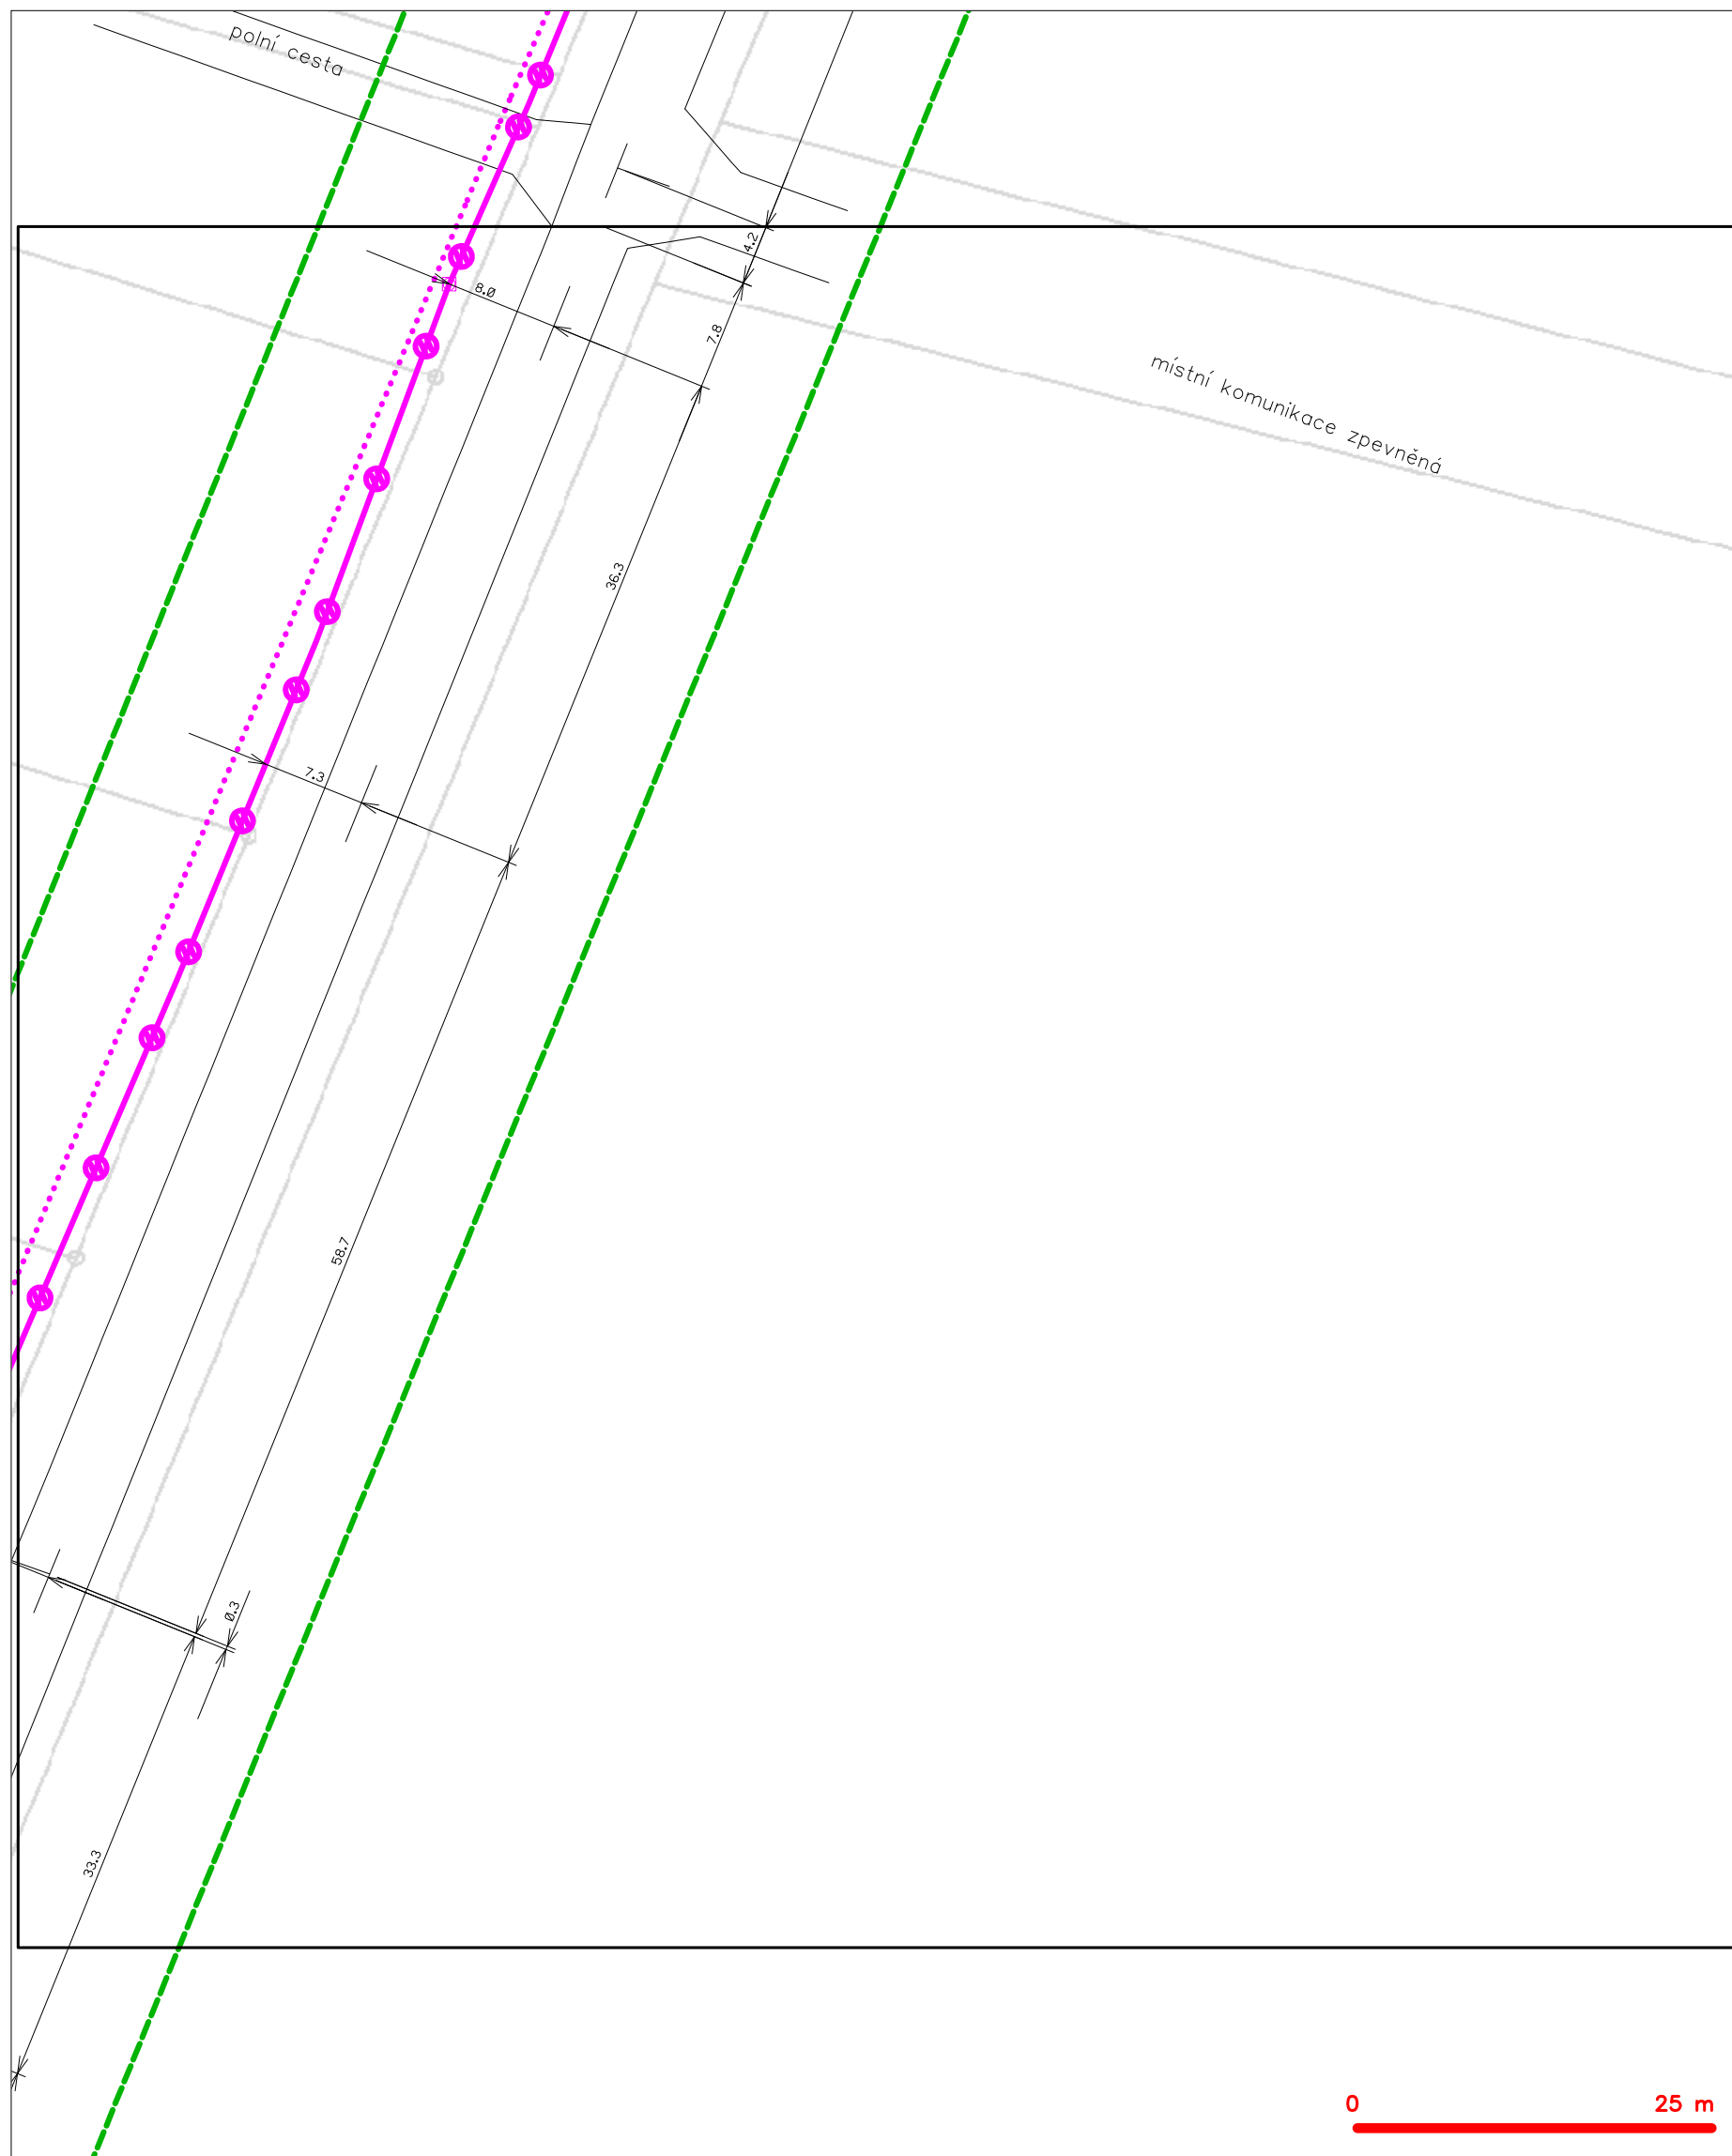 polní cesta
4.2
8.0
7.8
místní komunikace zpevněná
36.3
7.3
58.7
0.3
33.3
0 25 m